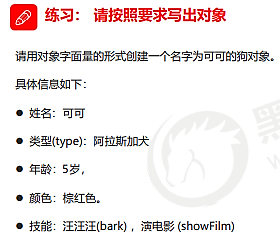 练习： 请按照要求写出对象
请用对象字面量的形式创建一个名字为可可的狗对象。
具体信息如下：
● 姓名：可可
● 类型(type)：阿拉斯加犬
● 年龄：5岁，
● 颜色：棕红色。
● 技能：汪汪汪(bark) ，演电影 (showFilm)
黑